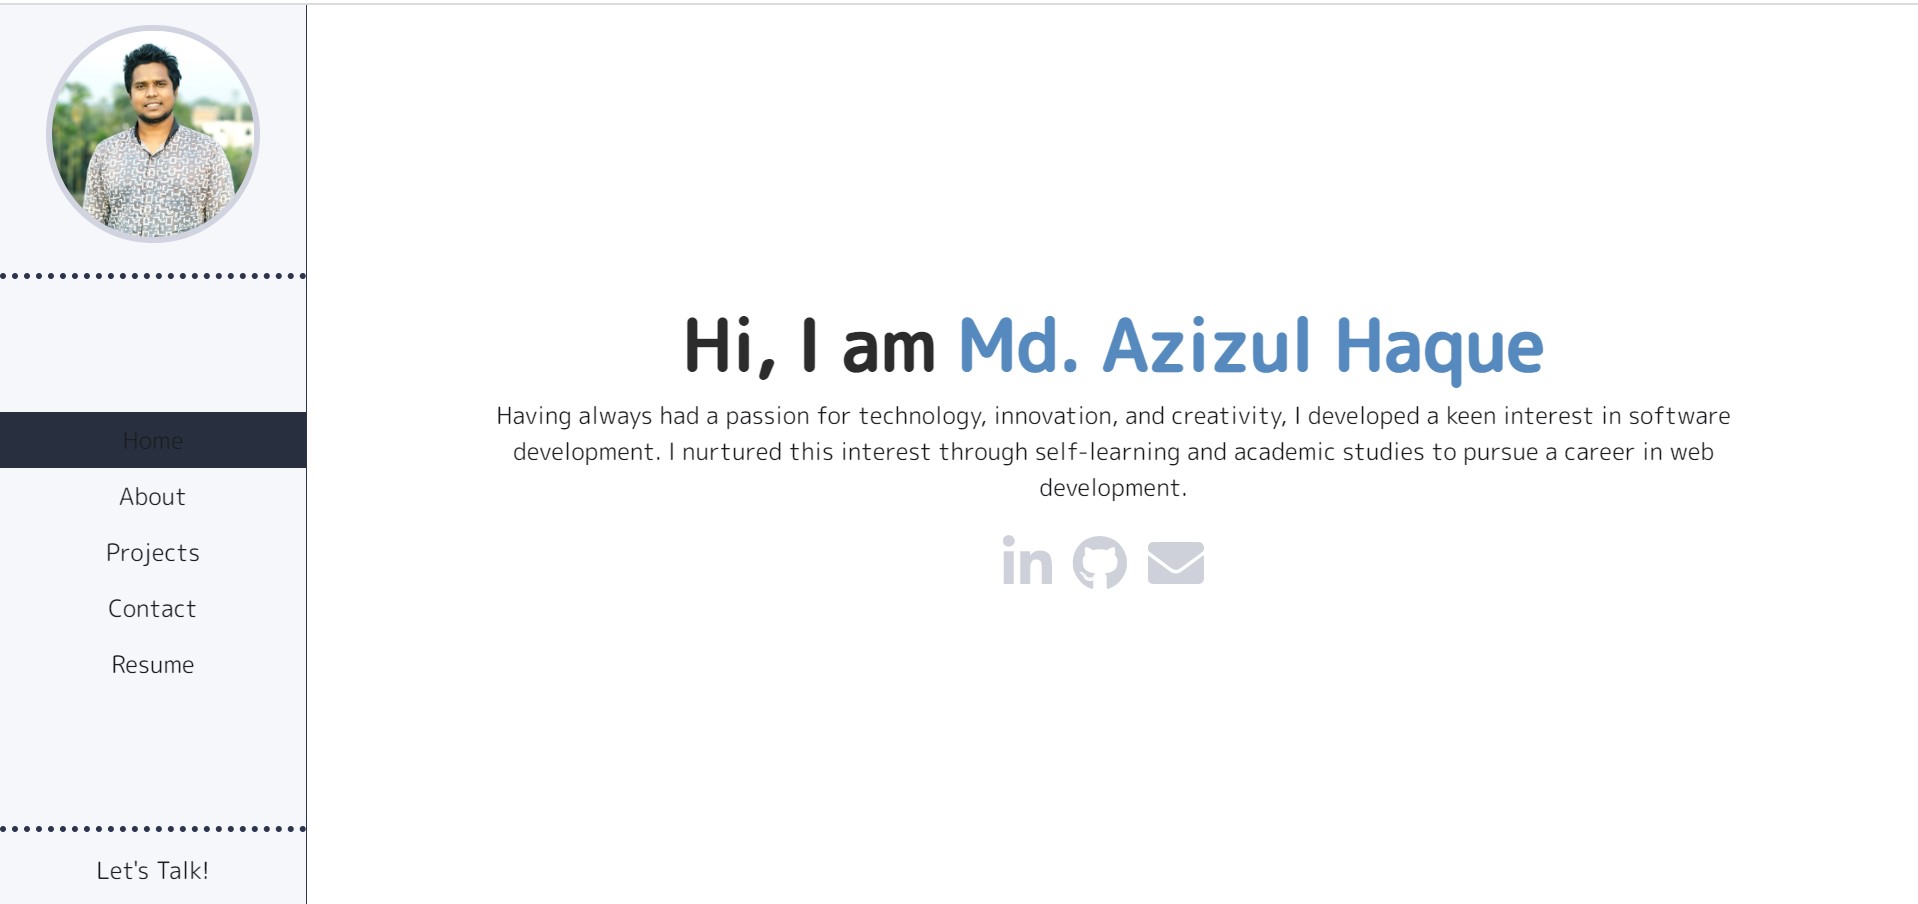 Home
About
Projects
Contact
Resume
Let's Talk!
Hi, I am Md. Azizul Haque
Having always had a passion for technology, innovation, and creativity, I developed a keen interest in software
development. I nurtured this interest through self-learning and academic studies to pursue a career in web
development.
in